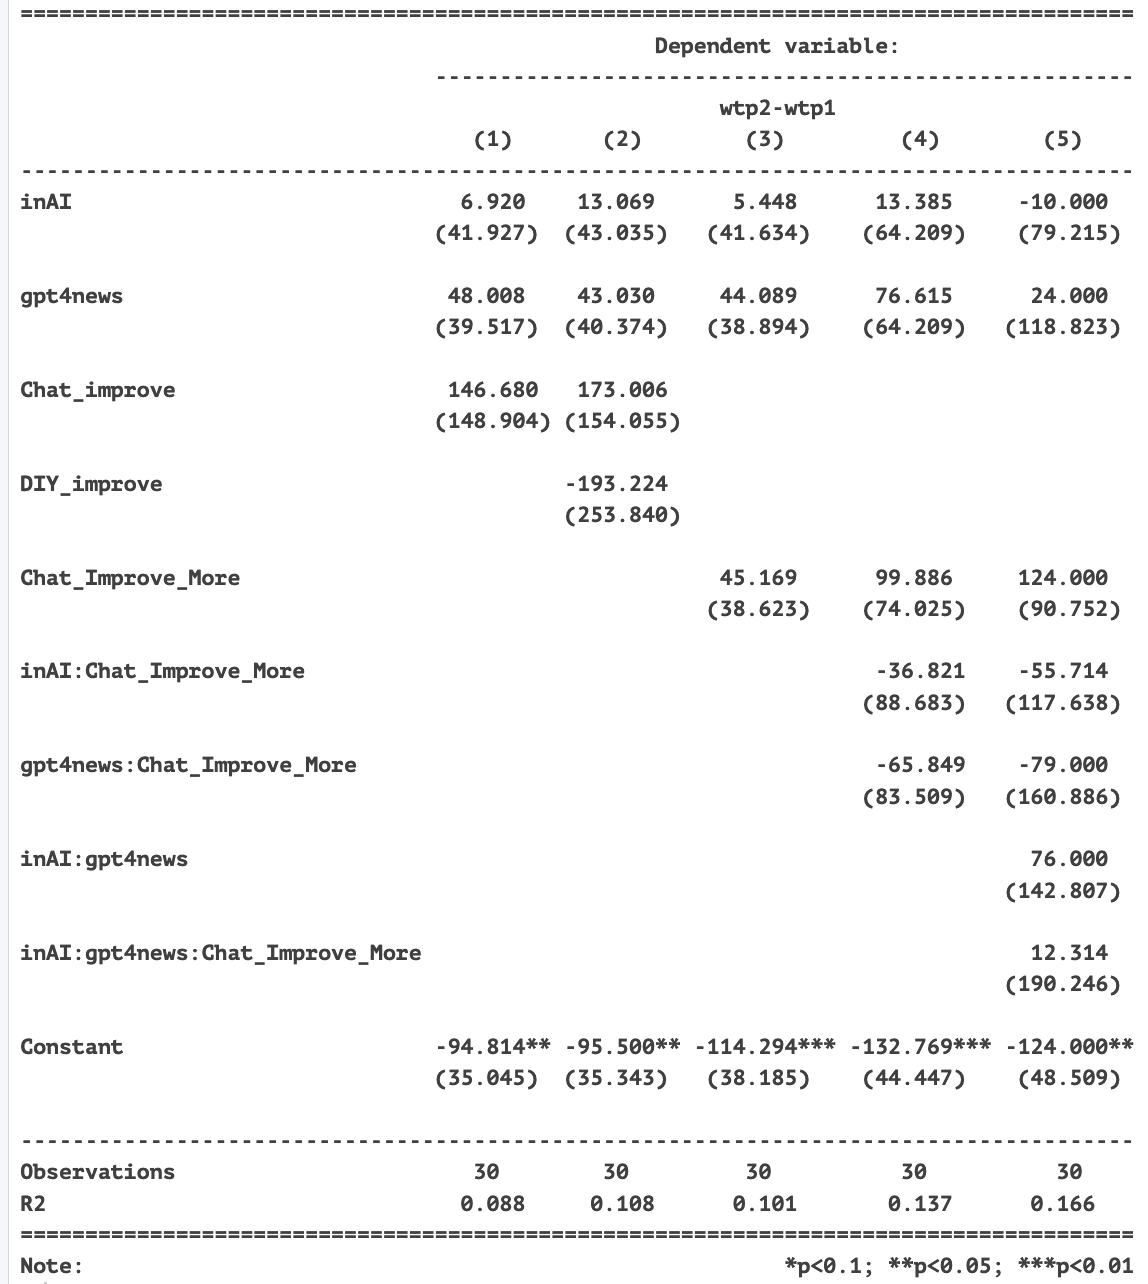 ==========================================================================================
Dependent variable:
------------------------------------------------------
wtp2-wtp1
(1) (2) (3) (4) (5)
------------------------------------------------------------------------------------------
inAI 6.920 13.069 5.448 13.385 -10.000
(41.927) (43.035) (41.634) (64.209) (79.215)
gpt4news 48.008 43.030 44.089 76.615 24.000
(39.517) (40.374) (38.894) (64.209) (118.823)
Chat_improve 146.680 173.006
(148.904) (154.055)
DIY_improve -193.224
(253.840)
Chat_Improve_More 45.169 99.886 124.000
(38.623) (74.025) (90.752)
inAI:Chat_Improve_More -36.821 -55.714
(88.683) (117.638)
gpt4news:Chat_Improve_More -65.849 -79.000
(83.509) (160.886)
inAI:gpt4news 76.000
(142.807)
inAI:gpt4news:Chat_Improve_More 12.314
(190.246)
Constant -94.814** -95.500** -114.294*** -132.769*** -124.000**
(35.045) (35.343) (38.185) (44.447) (48.509)
------------------------------------------------------------------------------------------
Observations 30 30 30 30 30
R2 0.088 0.108 0.101 0.137 0.166
==========================================================================================
Note: *p<0.1; **p<0.05; ***p<0.01